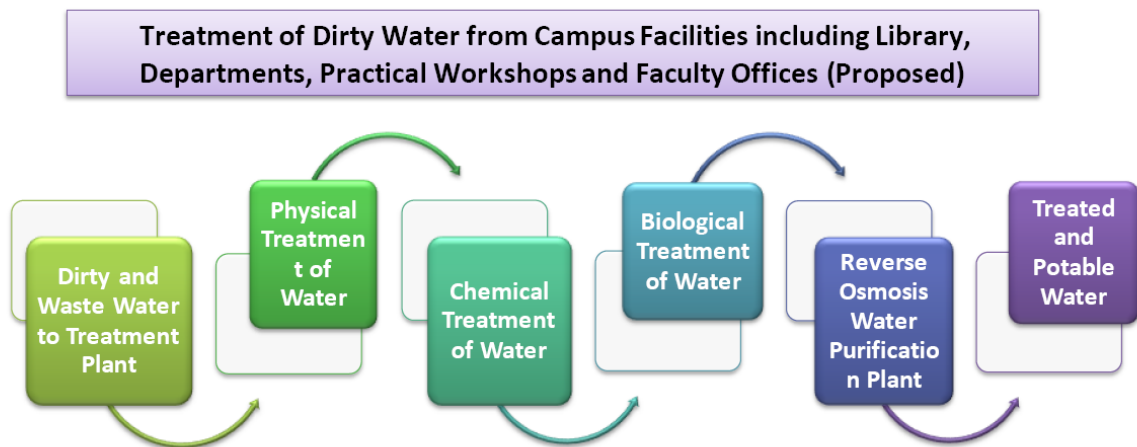 Treatment of Dirty Water from Campus Facilities including Library,
Departments, Practical Workshops and Faculty Offices (Proposed)
Dirty and
Waste Water
to Treatment
Plant
Physical
Treatmen
t of
Water
Chemical
Treatment
of Water
Biological
Treatment
of Water
Reverse
Osmosis
Water
Purificatio
n Plant
Treated
and
Potable
Water